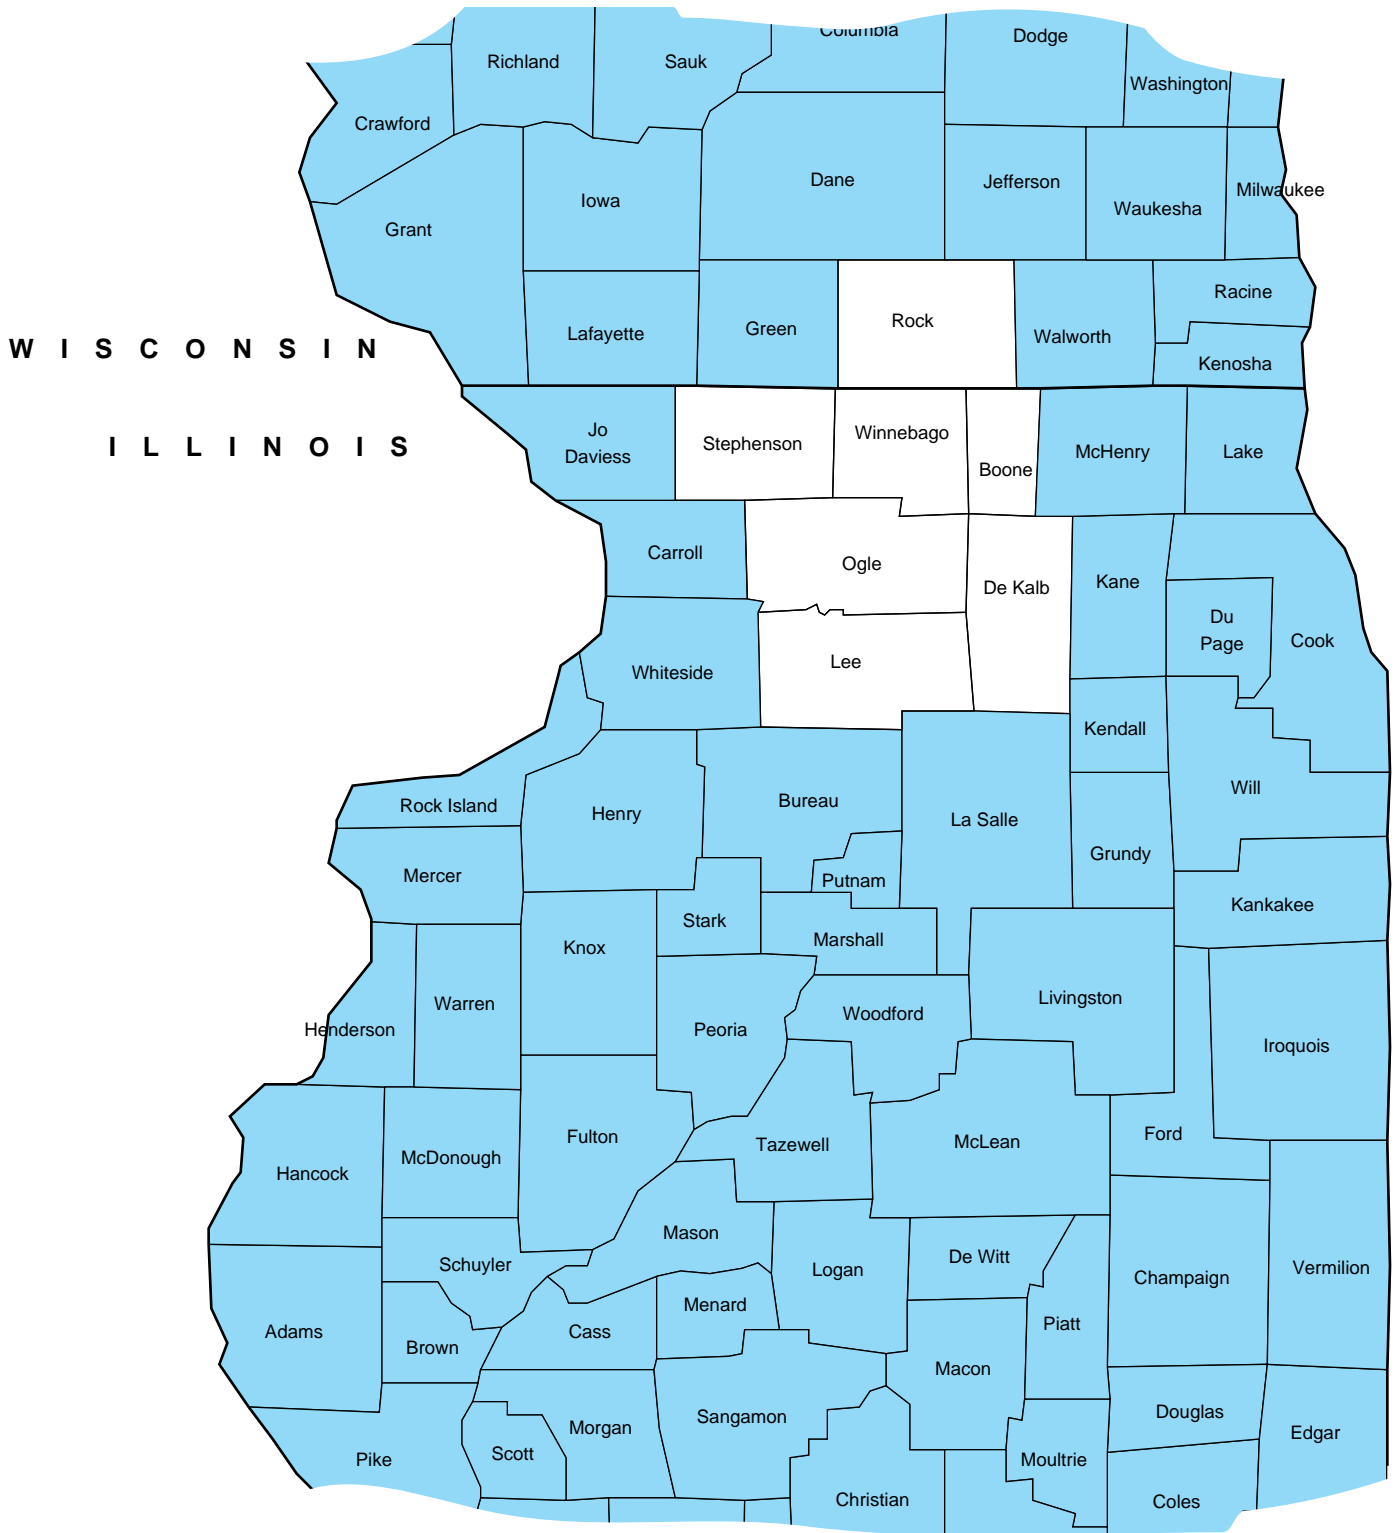 Columbia
Dodge
Richland
Sauk
Washington
Crawford
Dane
Jefferson
Milwaukee
Iowa
Waukesha
Grant
Racine
Rock
Green
Lafayette
Walworth
WISCONSIN
Kenosha
Jo
Daviess
Stephenson
Winnebago
Boone
McHenry
Lake
ILLINOIS
Carroll
Ogle
De Kalb
Kane
Du
Page
Cook
Lee
Whiteside
Kendall
Will
Rock Island
Henry
Bureau
La Salle
Grundy
Mercer
Putnam
Kankakee
Stark
Marshall
Knox
Warren
Livingston
Woodford
Henderson
Peoria
Iroquois
Fulton
Ford
McLean
Tazewell
McDonough
Hancock
Mason
De Witt
Schuyler
Logan
Vermilion
Champaign
Menard
Adams
Cass
Piatt
Brown
Macon
Douglas
Sangamon
Morgan
Edgar
Scott
Pike
Moultrie
Christian
Coles